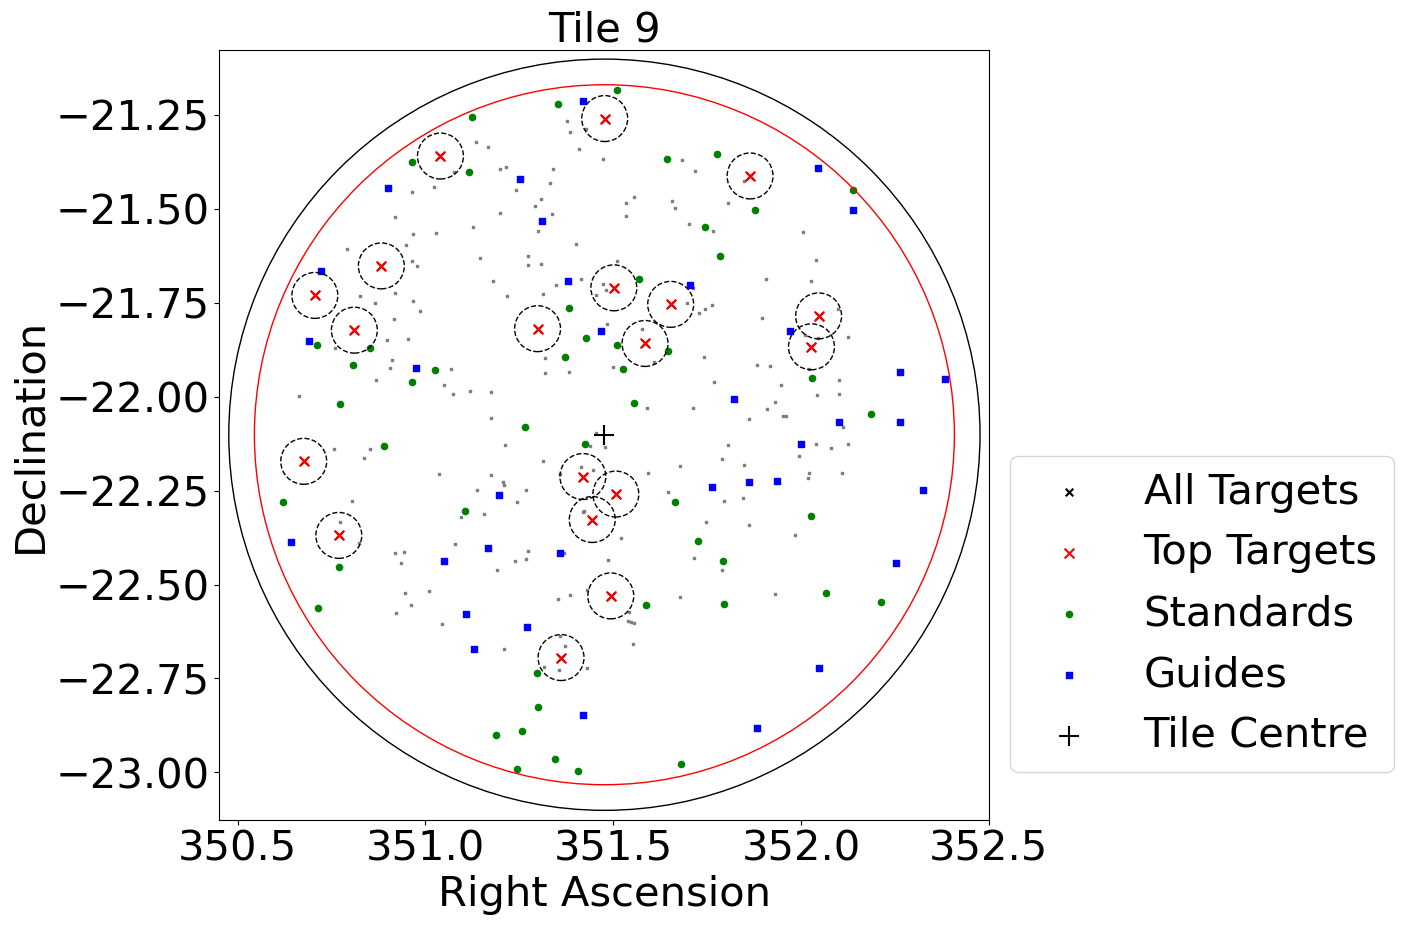 Tile 9
Declination
−21.25
−21.50
−21.75
−22.00
−22.25
−22.50
−22.75
−23.00
350.5 351.0 351.5 352.0 352.5
Right Ascension
All Targets
Top Targets
Standards
Guides
Tile Centre